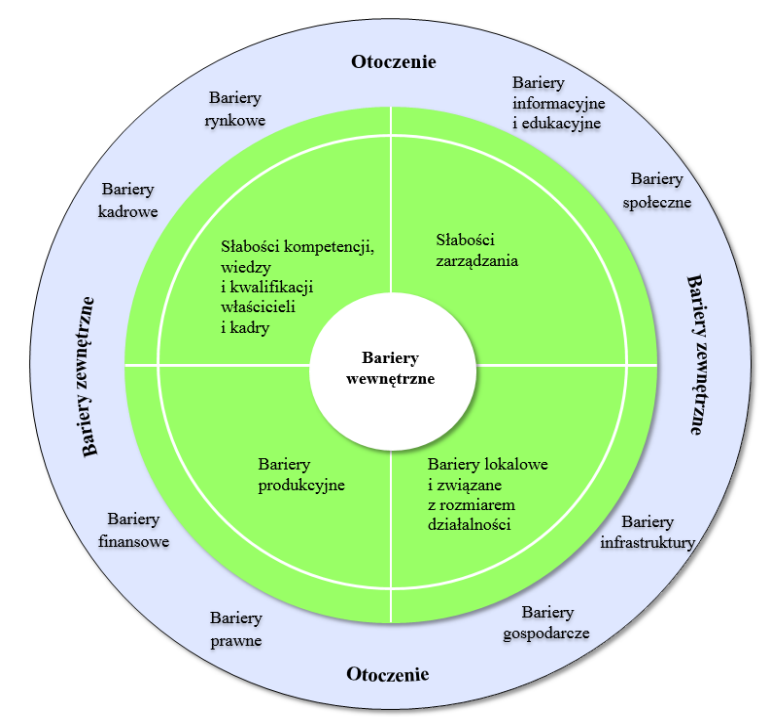 Otoczenie
Bariery
rynkowe
Bariery
informacyjne
i edukacyjne
Bariery
kadrowe
Bariery
społeczne
Słabości kompetencji,
wiedzy
i kwalifikacji
właścicieli
i kadry
Słabości
zarządzania
Bariery zewnętrzne
Bariery
wewnętrzne
Bariery zewnętrzne
Bariery
produkcyjne
Bariery lokalowe
i związane
z rozmiarem
działalności
Bariery
finansowe
Bariery
infrastruktury
Bariery
prawne
Bariery
gospodarcze
Otoczenie